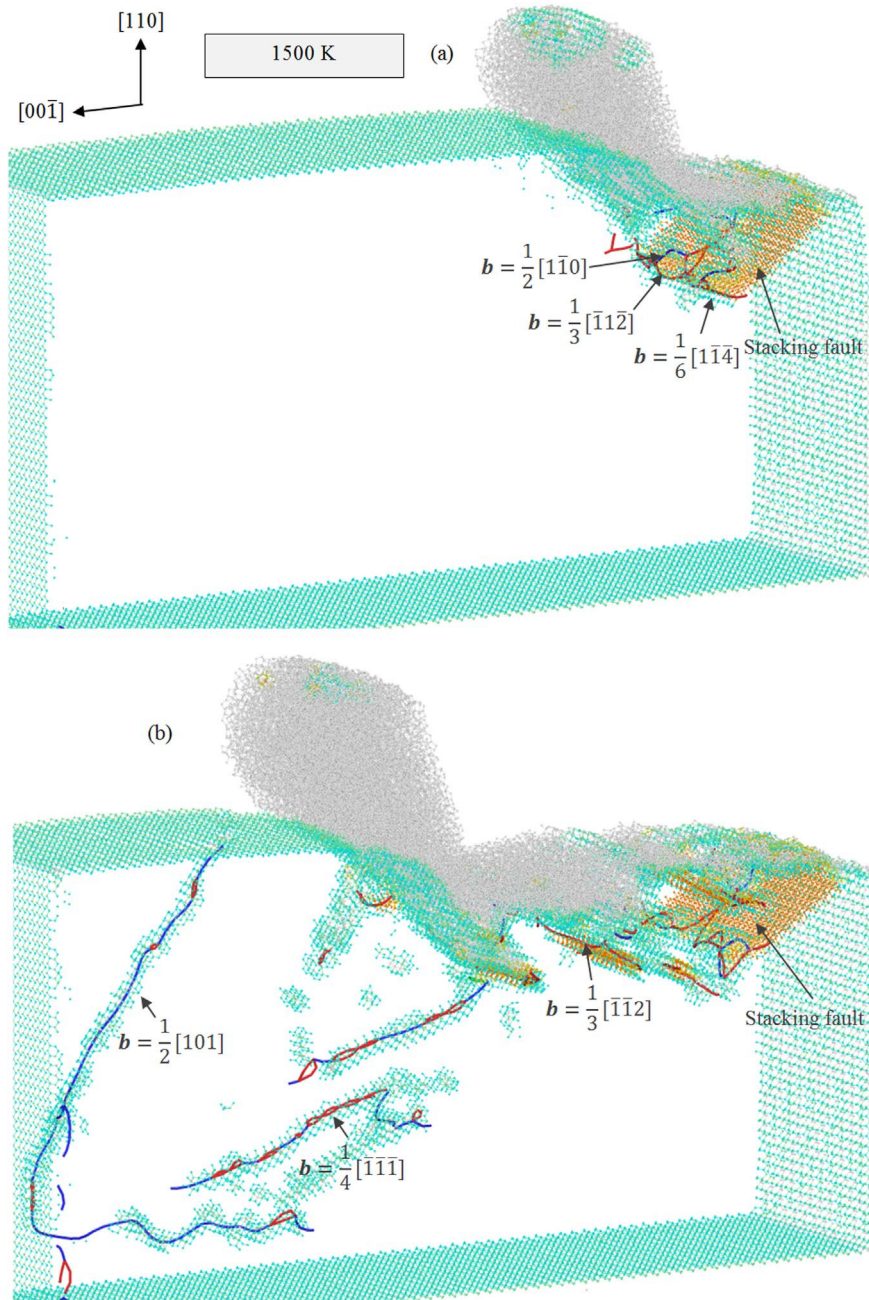 [110]
1500 K
(a)
[001̄]
b = 1/2 [11̄0]
b = 1/3 [1̄12̄]
b = 1/6 [11̄4̄]
Stacking fault
(b)
b = 1/2 [101]
b = 1/3 [1̄1̄2]
Stacking fault
b = 1/4 [1̄1̄1̄]